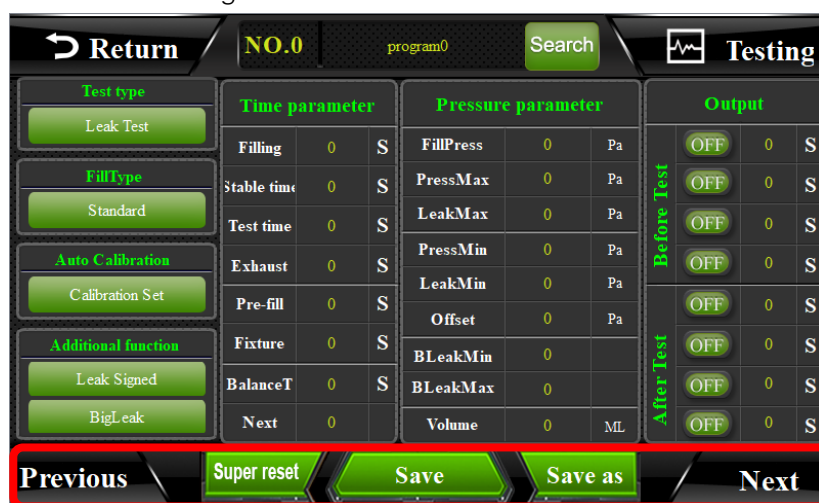 Return NO.0 program0 Search Testing
Test type
Leak Test
FillType
Standard
Auto Calibration
Calibration Set
Additional function
Leak Signed
BigLeak
Time parameter
Filling 0 S
Stable time 0 S
Test time 0 S
Exhaust 0 S
Pre-fill 0 S
Fixture 0 S
BalanceT 0 S
Next 0
Pressure parameter
FillPress 0 Pa
PressMax 0 Pa
LeakMax 0 Pa
PressMin 0 Pa
LeakMin 0 Pa
Offset 0 Pa
BLeakMin 0
BLeakMax 0
Volume 0 ML
Output
Before Test
OFF 0 S
OFF 0 S
OFF 0 S
OFF 0 S
After Test
OFF 0 S
OFF 0 S
OFF 0 S
OFF 0 S
Previous Super reset Save Save as Next